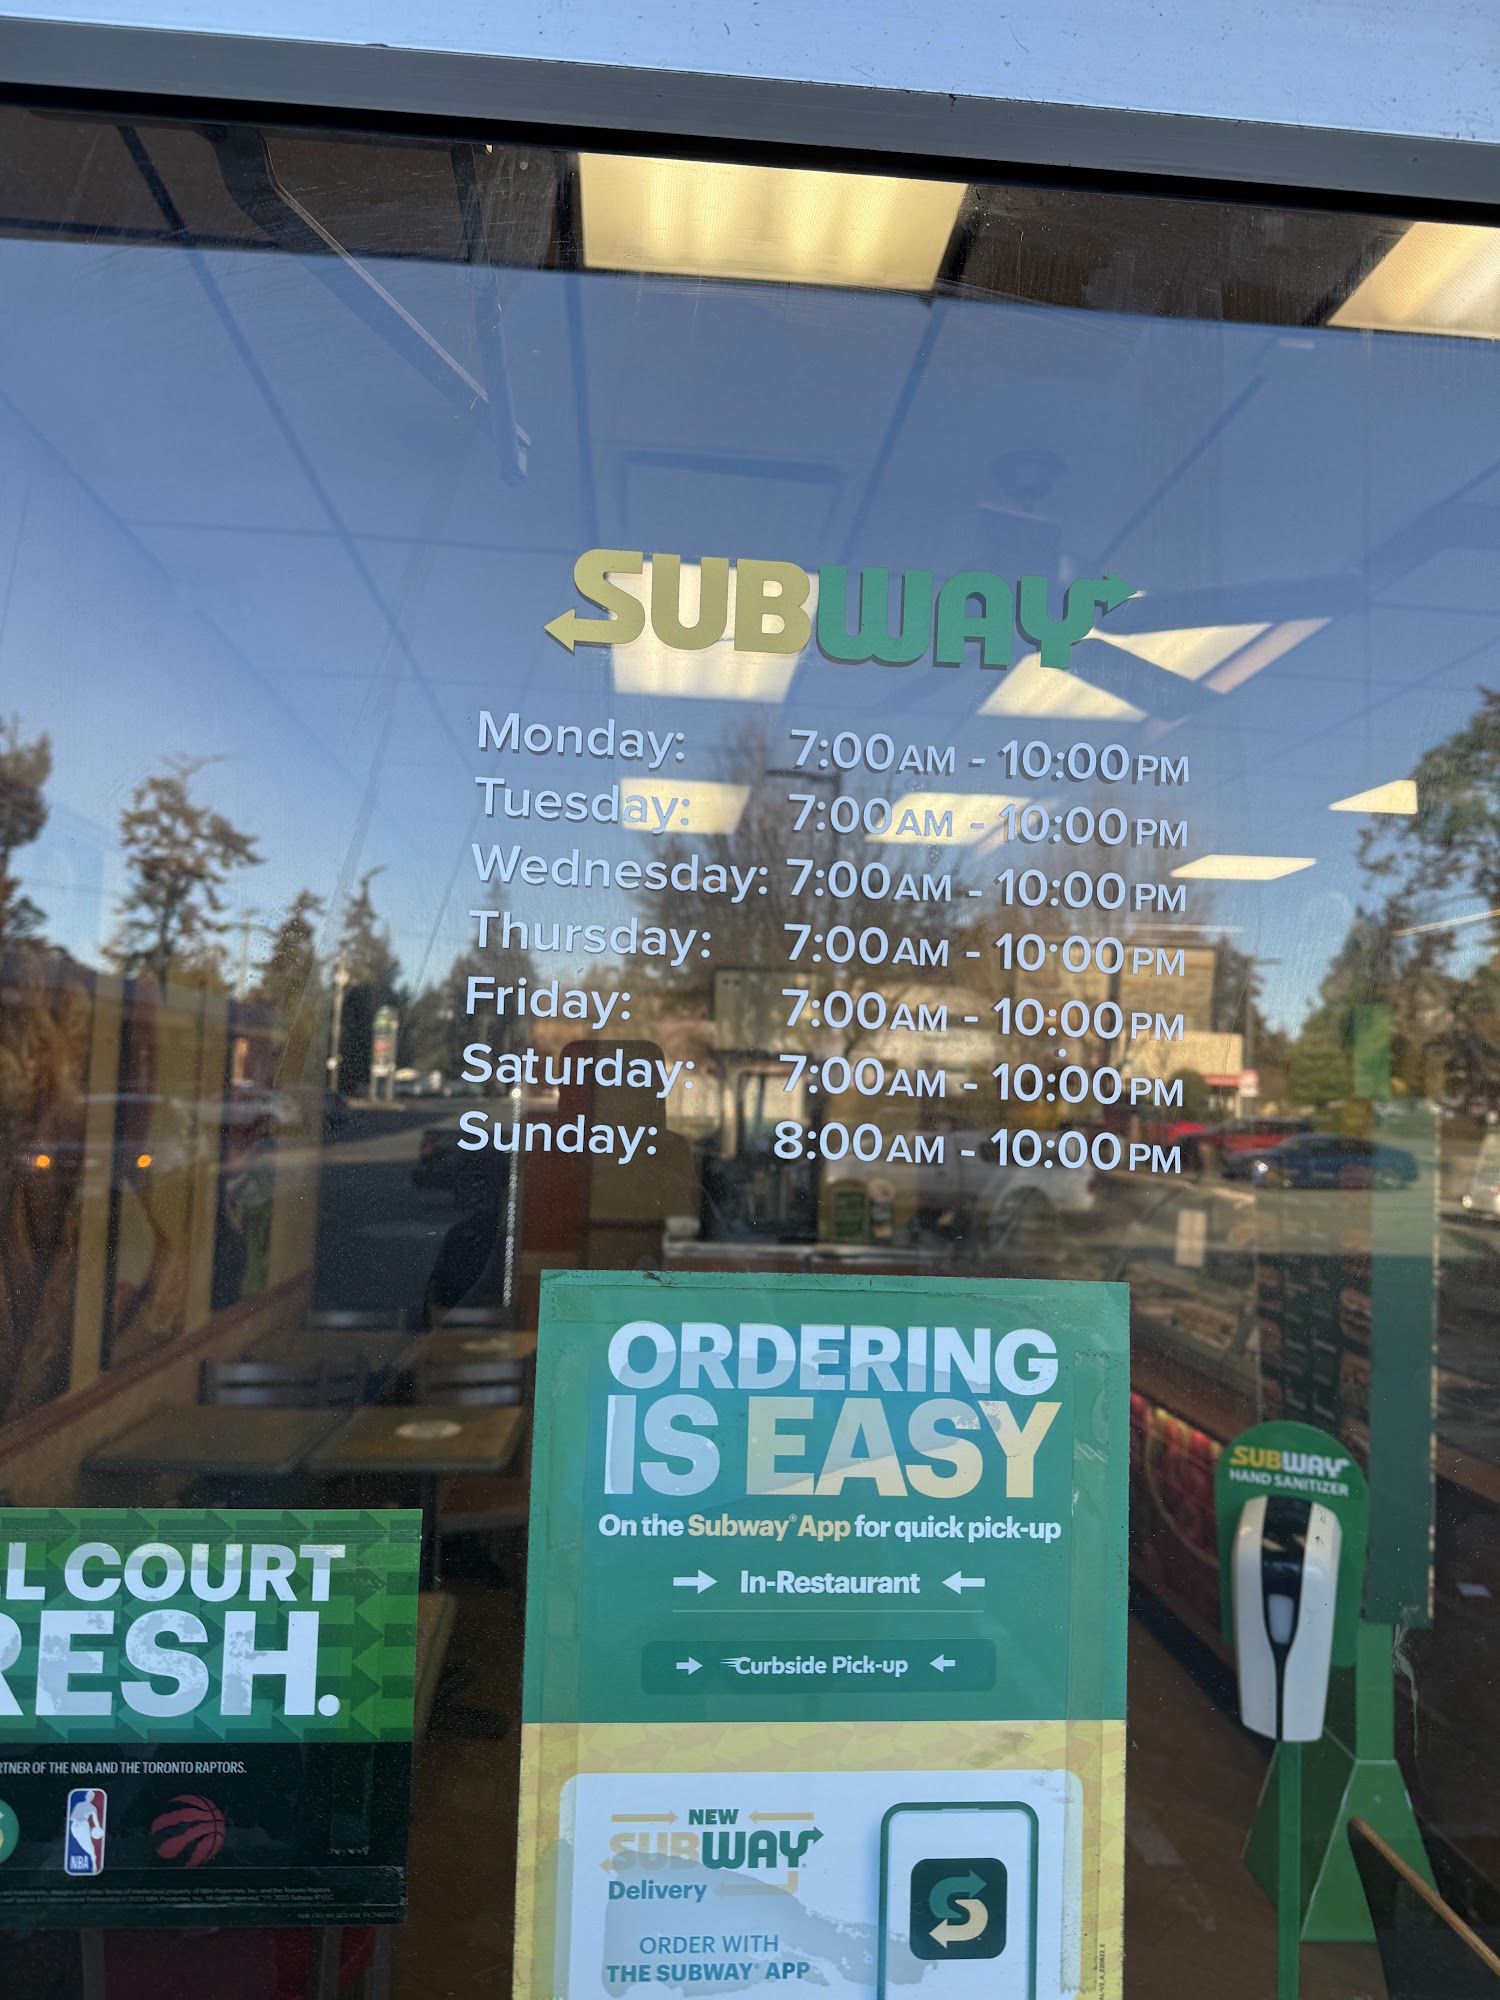 SUBWAY
Monday: 7:00AM - 10:00PM
Tuesday: 7:00AM - 10:00PM
Wednesday: 7:00AM - 10:00PM
Thursday: 7:00AM - 10:00PM
Friday: 7:00AM - 10:00PM
Saturday: 7:00AM - 10:00PM
Sunday: 8:00AM - 10:00PM
ORDERING
IS EASY
On the Subway® App for quick pick-up
In-Restaurant
Curbside Pick-up
NEW
SUBWAY
Delivery
ORDER WITH
THE SUBWAY® APP
SUBWAY
HAND SANITIZER
L COURT
RESH.
RTNER OF THE NBA AND THE TORONTO RAPTORS.
NBA